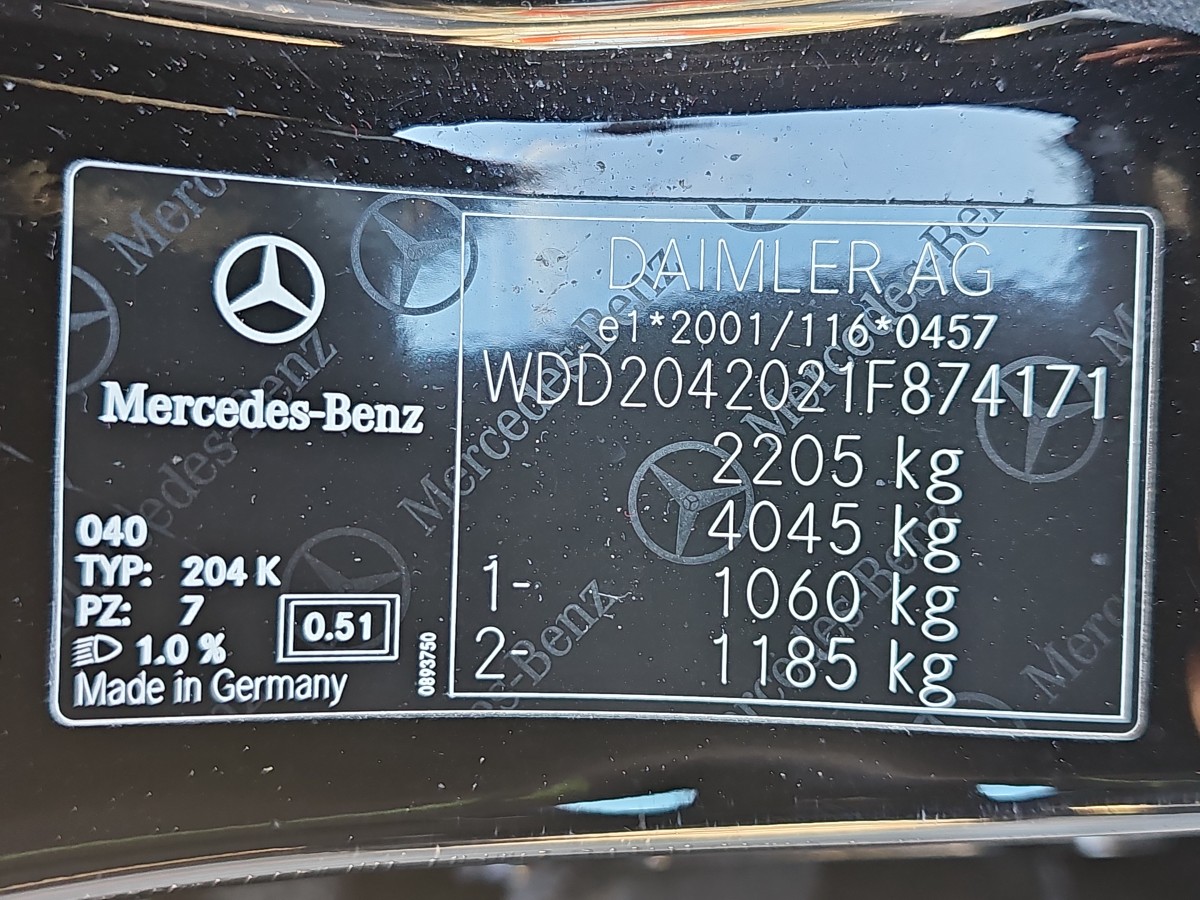 Mercedes-Benz
040
TYP: 204 K
PZ: 7
1.0 %
0.51
Made in Germany
0893750
DAIMLER AG
e1*2001/116*0457
WDD2042021F874171
2205 kg
4045 kg
1- 1060 kg
2- 1185 kg